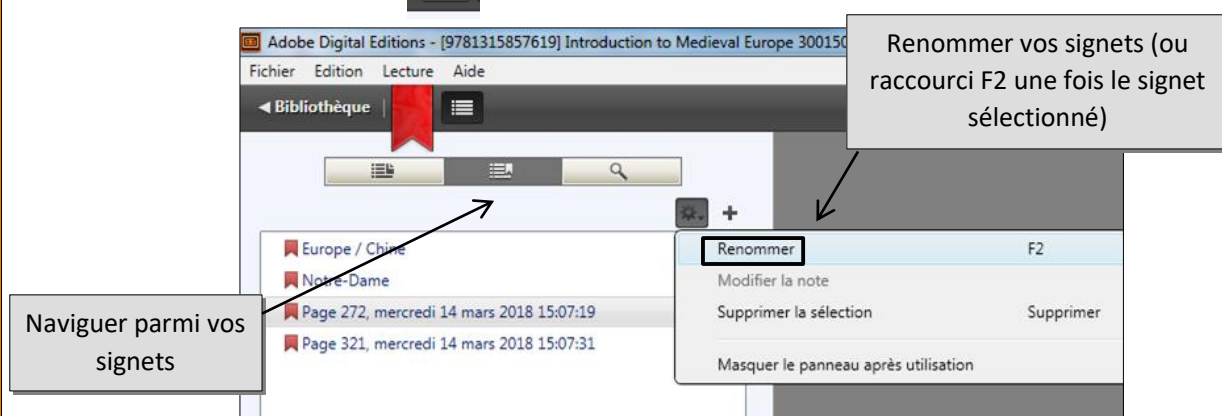 Adobe Digital Editions - [9781315857619] Introduction to Medieval Europe 30015
Renommer vos signets (ou
raccourci F2 une fois le signet
sélectionné)
Fichier Edition Lecture Aide
Bibliothèque
Europe / Chine
Notre-Dame
Page 272, mercredi 14 mars 2018 15:07:19
Page 321, mercredi 14 mars 2018 15:07:31
Renommer F2
Modifier la note
Supprimer la sélection Supprimer
Masquer le panneau après utilisation
Naviguer parmi vos
signets